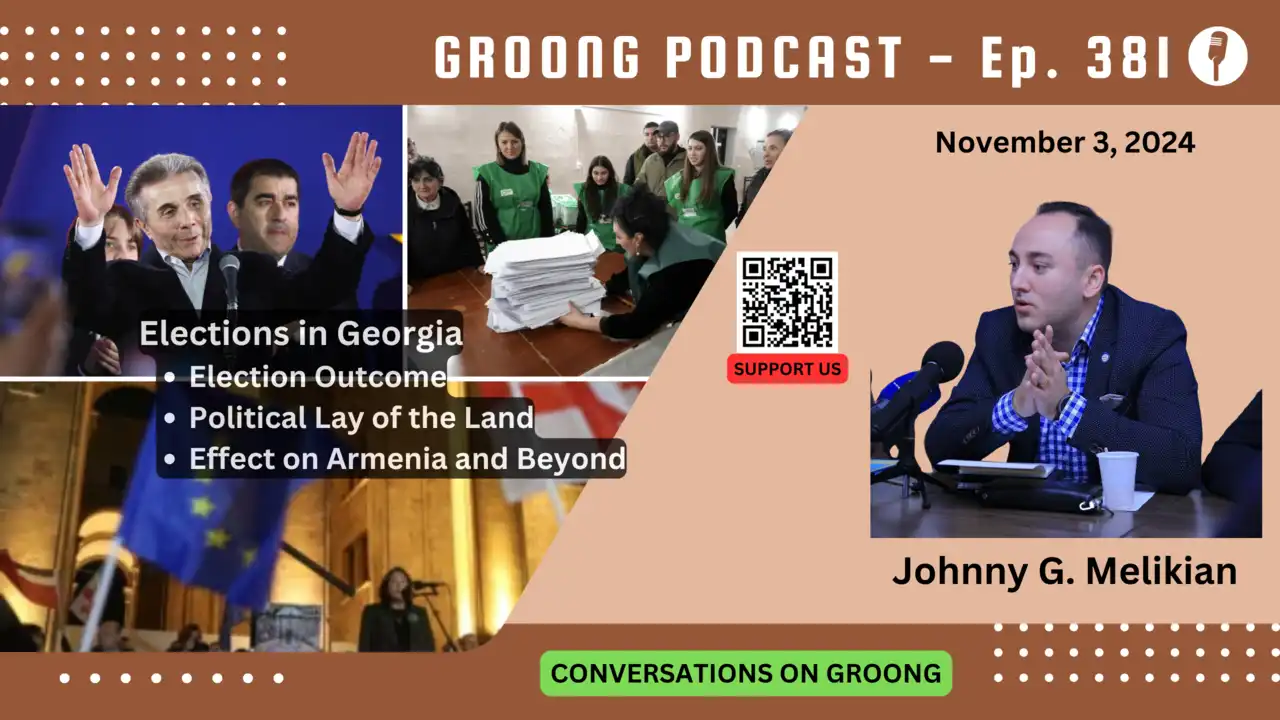 GROONG PODCAST – Ep. 381
November 3, 2024
Elections in Georgia
• Election Outcome
• Political Lay of the Land
• Effect on Armenia and Beyond
SUPPORT US
Johnny G. Melikian
CONVERSATIONS ON GROONG